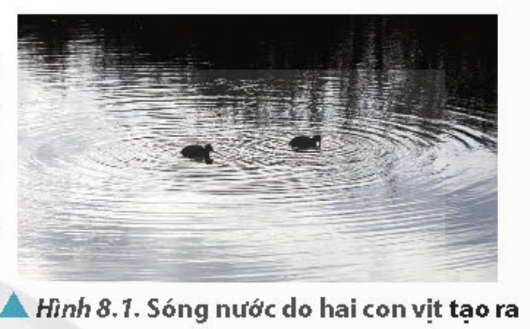 Hình 8.1. Sóng nước do hai con vịt tạo ra